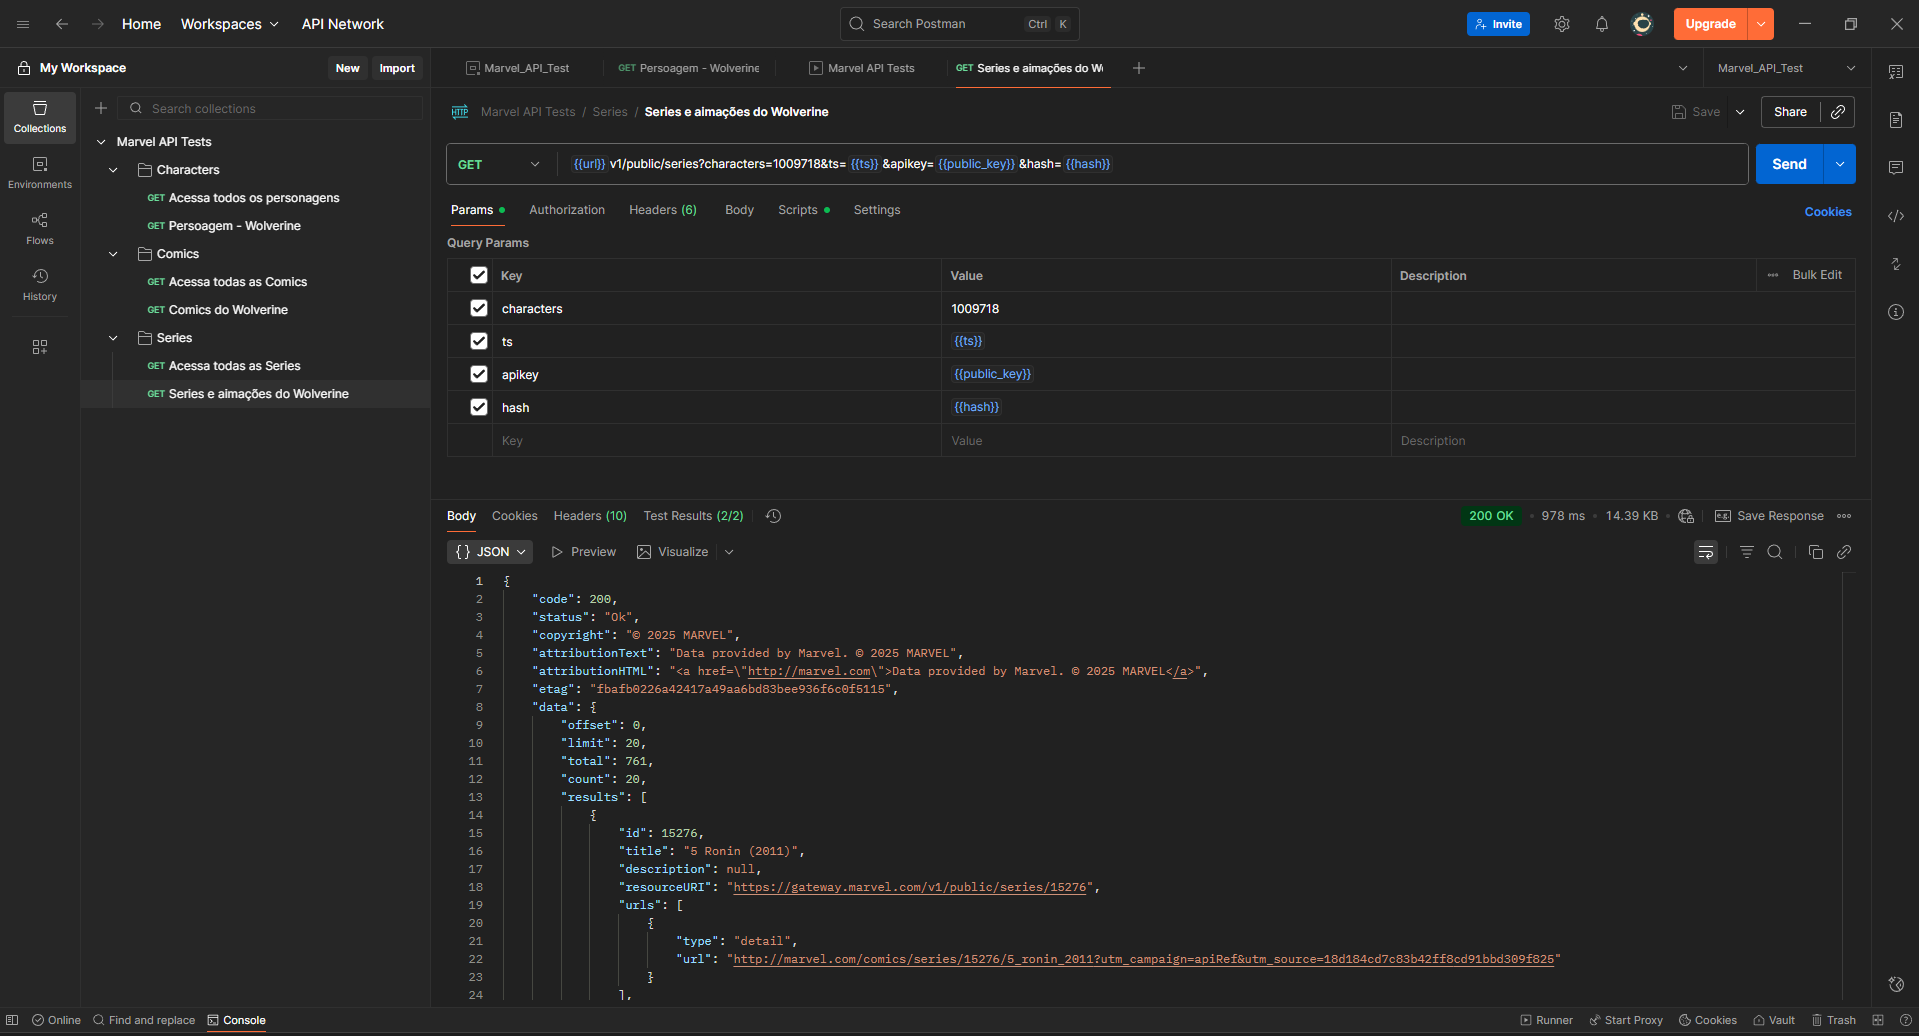 Home Workspaces API Network Search Postman Ctrl K Invite Upgrade
My Workspace New Import
Marvel_API_Test GET Persoagem - Wolverine Marvel API Tests GET Series e aimações do Wo Marvel_API_Test
Collections
Environments
Flows
History
Search collections
Marvel API Tests
Characters
GET Acessa todos os personagens
GET Persoagem - Wolverine
Comics
GET Acessa todas as Comics
GET Comics do Wolverine
Series
GET Acessa todas as Series
GET Series e aimações do Wolverine
HTTP Marvel API Tests / Series / Series e aimações do Wolverine Save Share
GET {{url}} v1/public/series?characters=1009718&ts= {{ts}} &apikey= {{public_key}} &hash= {{hash}} Send
Params Authorization Headers (6) Body Scripts Settings Cookies
Query Params
Key Value Description Bulk Edit
characters 1009718
ts {{ts}}
apikey {{public_key}}
hash {{hash}}
Key Value Description
Body Cookies Headers (10) Test Results (2/2) 200 OK • 978 ms • 14.39 KB • e.g. Save Response
{} JSON Preview Visualize
1 {
2 "code": 200,
3 "status": "Ok",
4 "copyright": "© 2025 MARVEL",
5 "attributionText": "Data provided by Marvel. © 2025 MARVEL",
6 "attributionHTML": "<a href=\"http://marvel.com\">Data provided by Marvel. © 2025 MARVEL</a>",
7 "etag": "fbafb0226a42417a49aa6bd83bee936f6c0f5115",
8 "data": {
9 "offset": 0,
10 "limit": 20,
11 "total": 761,
12 "count": 20,
13 "results": [
14 {
15 "id": 15276,
16 "title": "5 Ronin (2011)",
17 "description": null,
18 "resourceURI": "https://gateway.marvel.com/v1/public/series/15276",
19 "urls": [
20 {
21 "type": "detail",
22 "url": "http://marvel.com/comics/series/15276/5_ronin_2011?utm_campaign=apiRef&utm_source=18d184cd7c83b42ff8cd91bbd309f825"
23 }
24 ],
Online Find and replace Console Runner Start Proxy Cookies Vault Trash